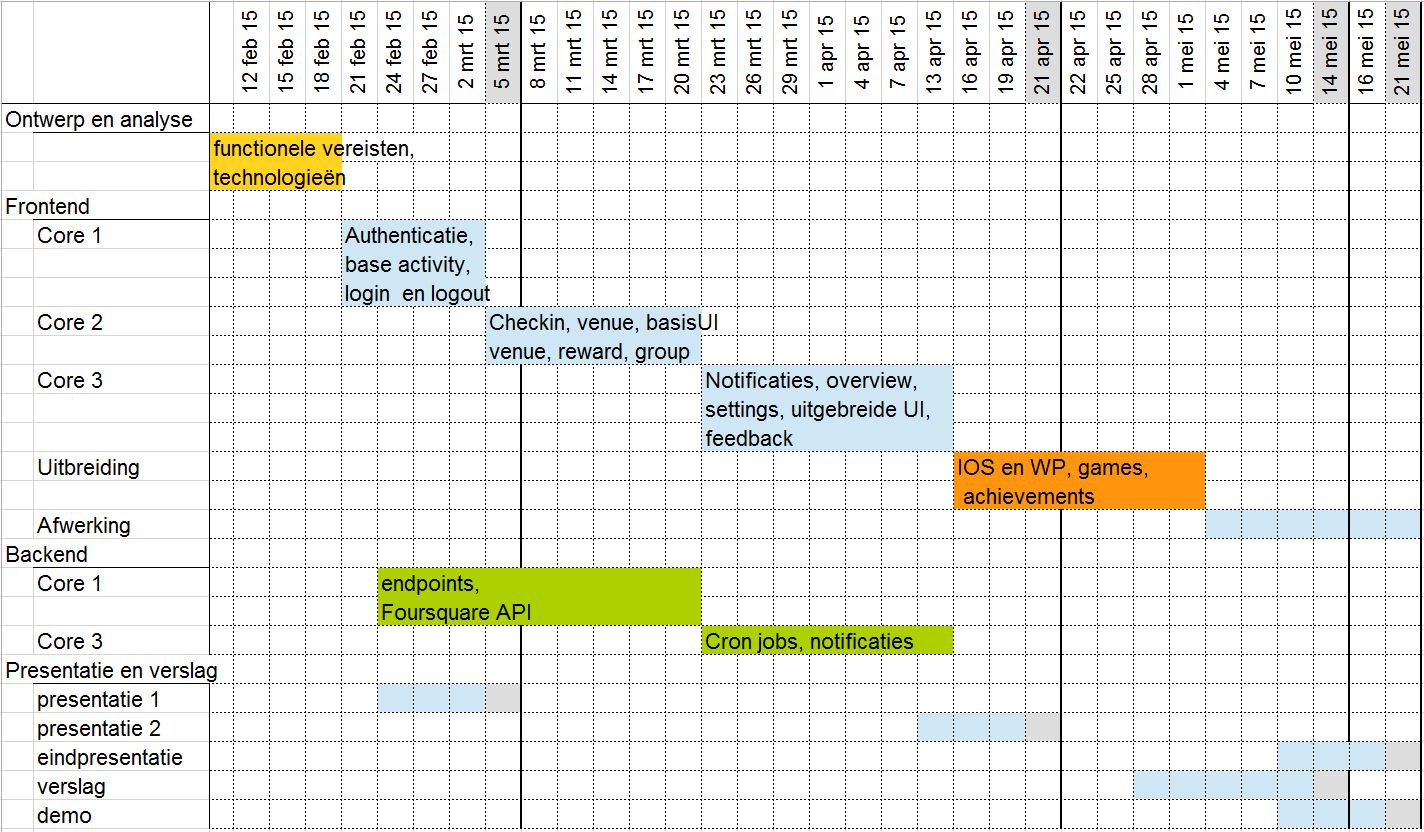 12 feb 15
15 feb 15
18 feb 15
21 feb 15
24 feb 15
27 feb 15
2 mrt 15
5 mrt 15
8 mrt 15
11 mrt 15
14 mrt 15
17 mrt 15
20 mrt 15
23 mrt 15
26 mrt 15
29 mrt 15
1 apr 15
4 apr 15
7 apr 15
13 apr 15
16 apr 15
19 apr 15
21 apr 15
22 apr 15
25 apr 15
28 apr 15
1 mei 15
4 mei 15
7 mei 15
10 mei 15
14 mei 15
16 mei 15
21 mei 15
Ontwerp en analyse
functionele vereisten,
technologieën
Frontend
Core 1
Authenticatie,
base activity,
login en logout
Core 2
Checkin, venue, basisUI
venue, reward, group
Core 3
Notificaties, overview,
settings, uitgebreide UI,
feedback
Uitbreiding
IOS en WP, games,
achievements
Afwerking
Backend
Core 1
endpoints,
Foursquare API
Core 3
Cron jobs, notificaties
Presentatie en verslag
presentatie 1
presentatie 2
eindpresentatie
verslag
demo